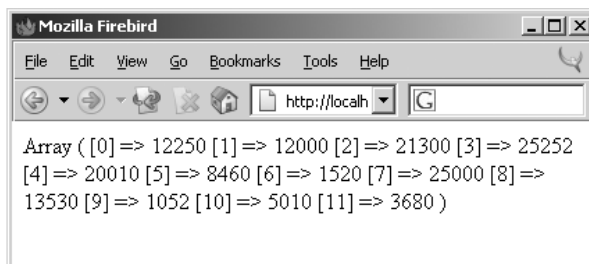 Mozilla Firebird
File Edit View Go Bookmarks Tools Help
http://localh G
Array ( [0] => 12250 [1] => 12000 [2] => 21300 [3] => 25252
[4] => 20010 [5] => 8460 [6] => 1520 [7] => 25000 [8] =>
13530 [9] => 1052 [10] => 5010 [11] => 3680 )